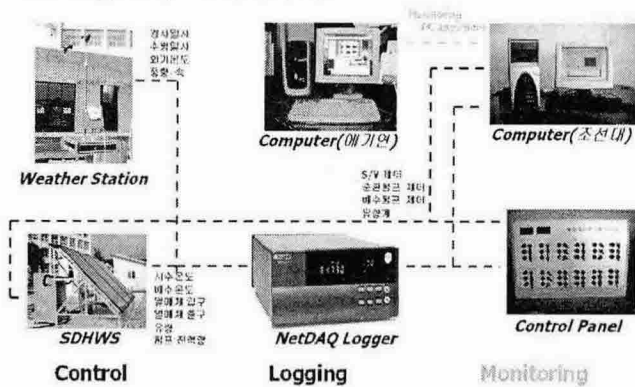 경사일사
수평일사
외기온도
풍향·속
Monitoring
Weather Station
Computer(에기연)
Computer(조선대)
S/V 제어
순환펌프 제어
배수펌프 제어
유량계
시수온도
배수온도
열매체 입구
열매체 출구
유량
펌프 전력량
SDHWS
NetDAQ Logger
Control Panel
Control
Logging
Monitoring